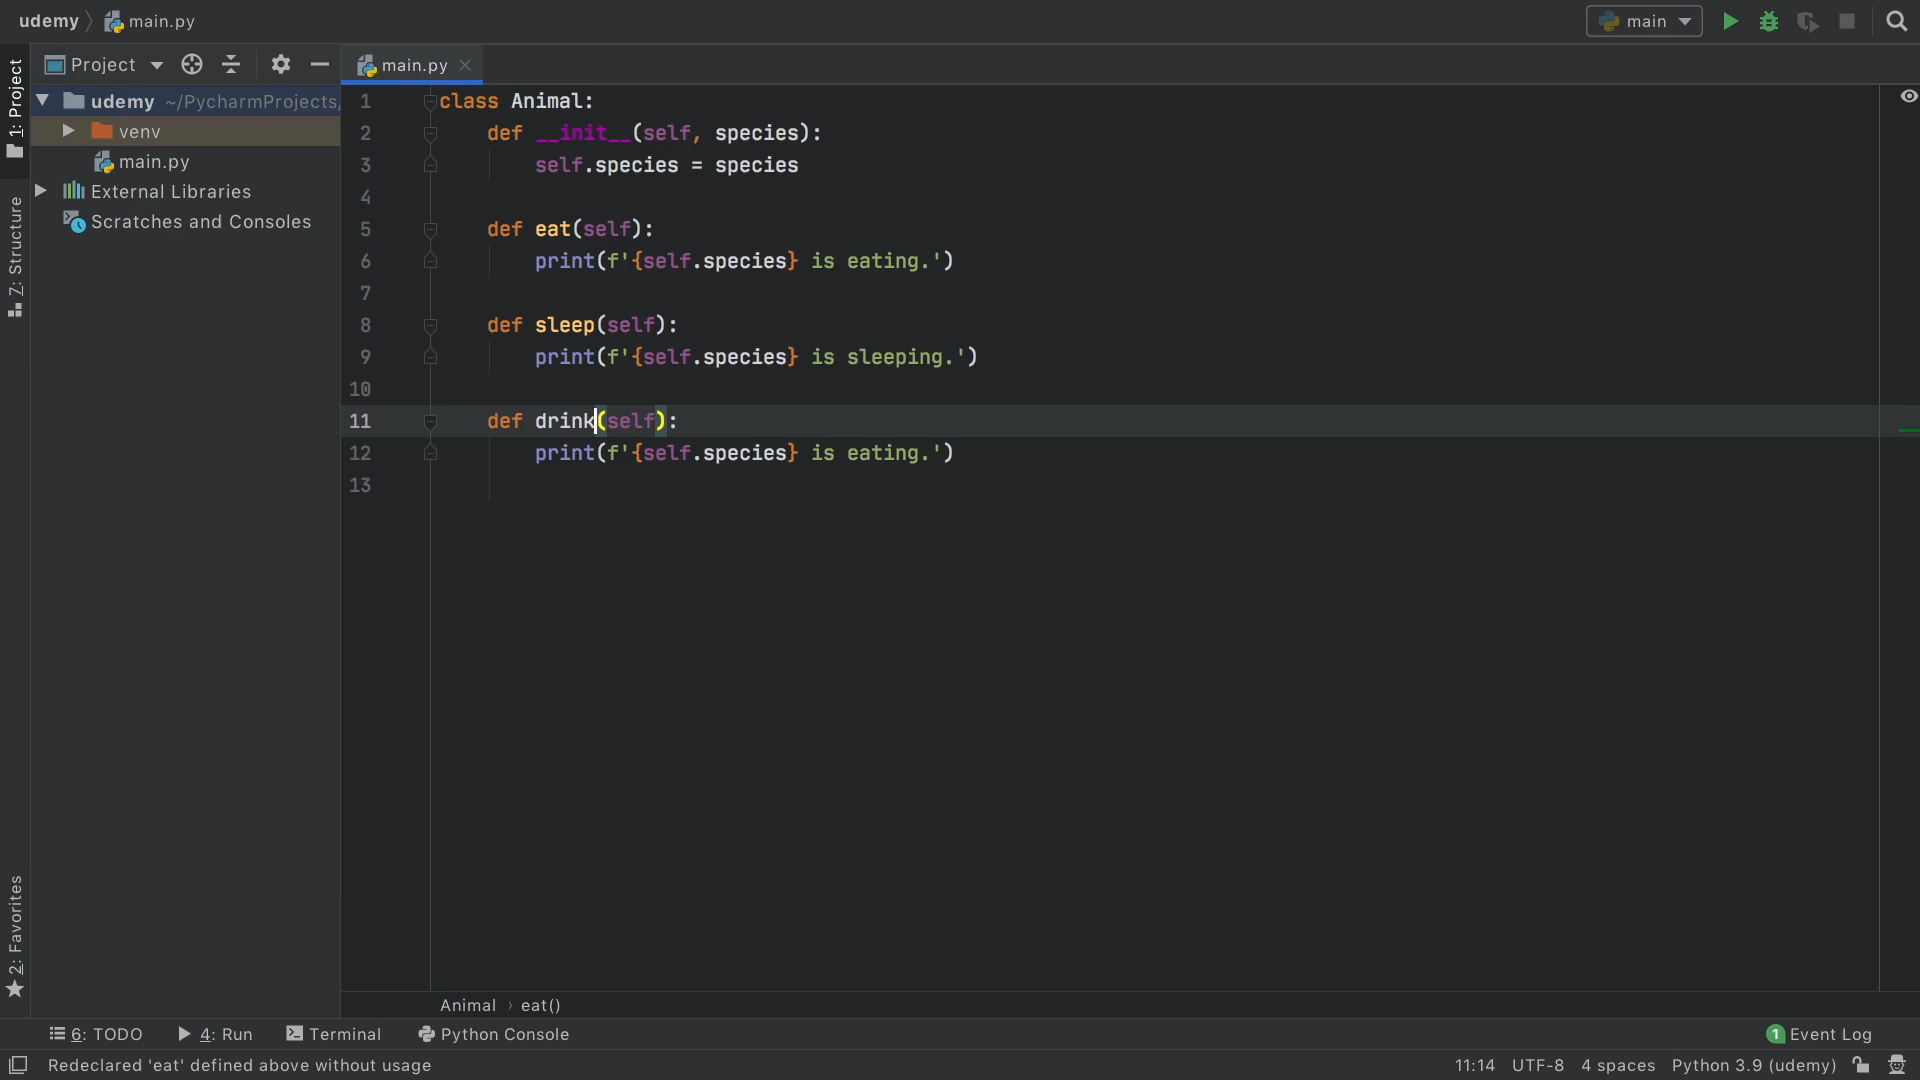 udemy main.py
main
1: Project
Project
main.py
udemy ~/PycharmProjects/
venv
main.py
External Libraries
Scratches and Consoles
Z: Structure
2: Favorites
1 class Animal:
2     def __init__(self, species):
3         self.species = species
4
5     def eat(self):
6         print(f'{self.species} is eating.')
7
8     def sleep(self):
9         print(f'{self.species} is sleeping.')
10
11     def drink(self):
12         print(f'{self.species} is eating.')
13
Animal › eat()
6: TODO 4: Run Terminal Python Console 1 Event Log
Redeclared 'eat' defined above without usage 11:14 UTF-8 4 spaces Python 3.9 (udemy)